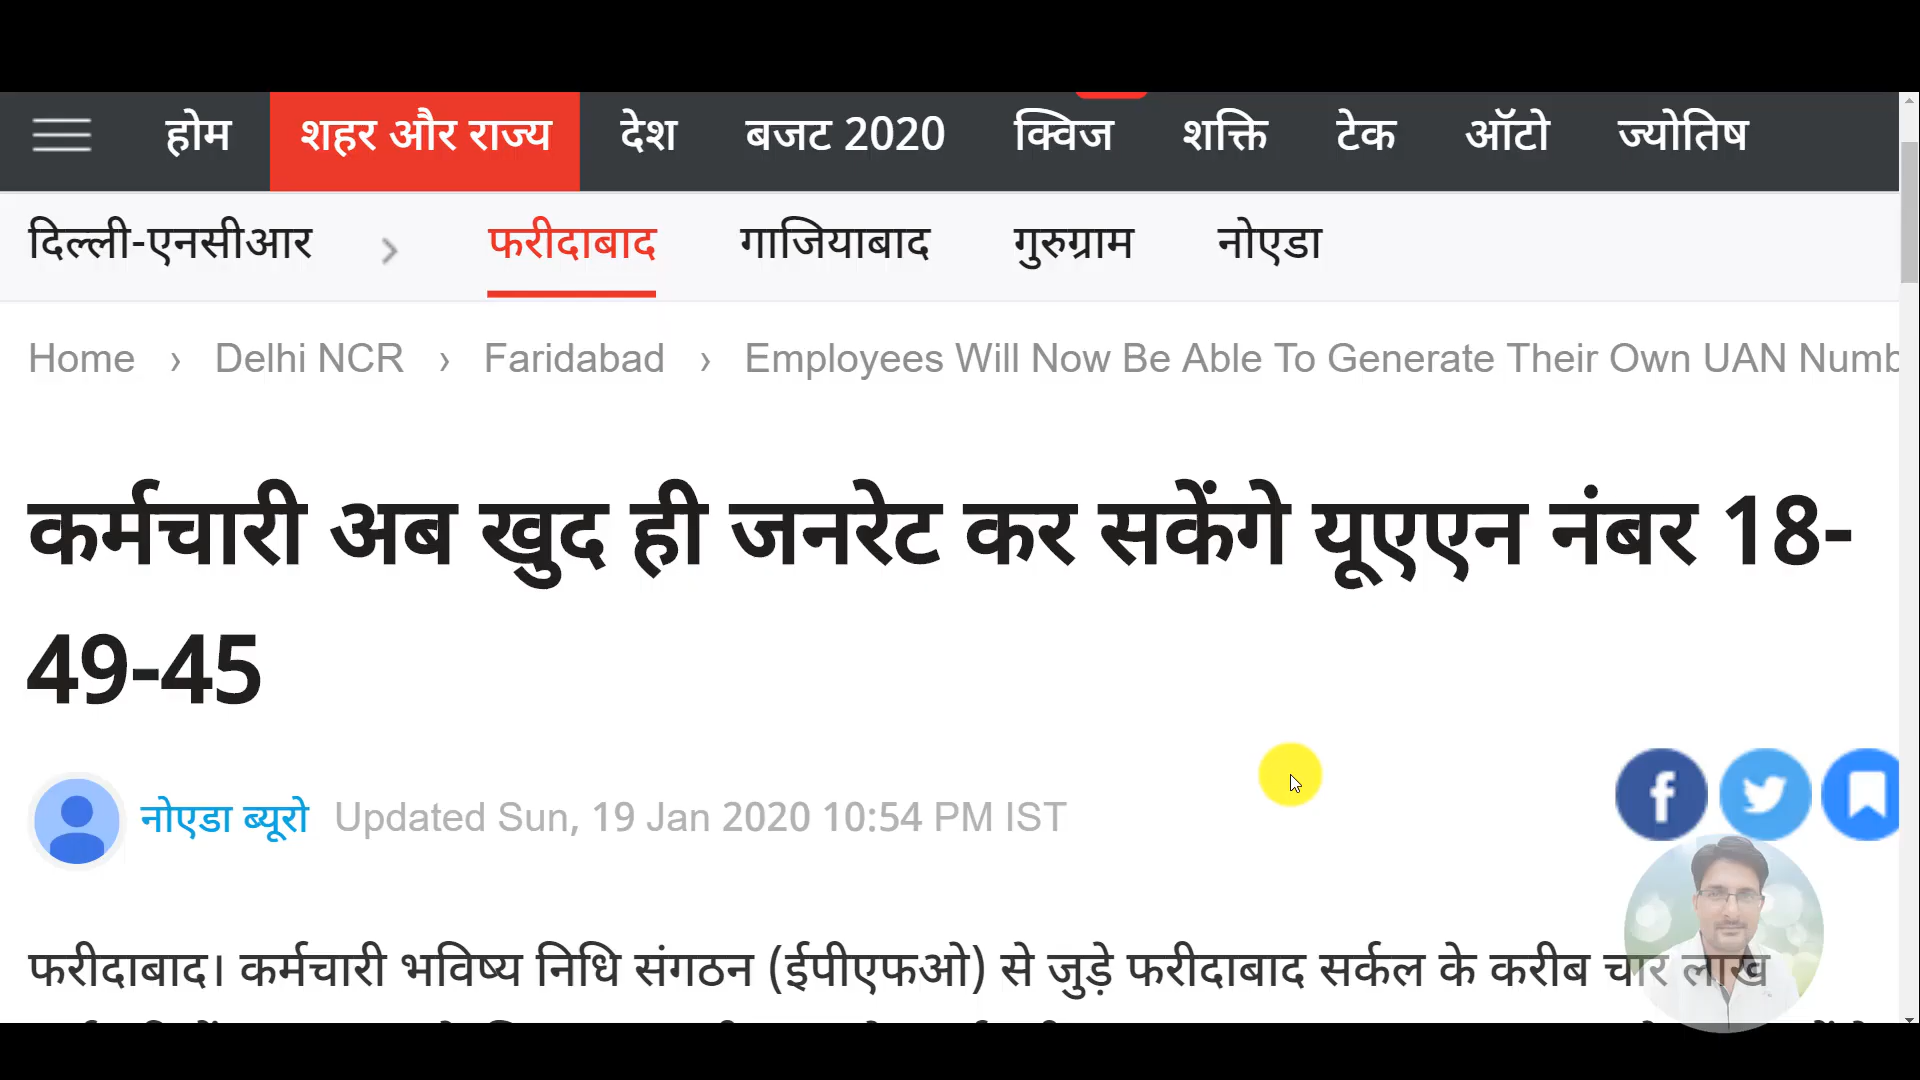 होम शहर और राज्य देश बजट 2020 क्विज शक्ति टेक ऑटो ज्योतिष
दिल्ली-एनसीआर › फरीदाबाद गाजियाबाद गुरुग्राम नोएडा
Home › Delhi NCR › Faridabad › Employees Will Now Be Able To Generate Their Own UAN Numb
कर्मचारी अब खुद ही जनरेट कर सकेंगे यूएएन नंबर 18-
49-45
नोएडा ब्यूरो Updated Sun, 19 Jan 2020 10:54 PM IST
फरीदाबाद। कर्मचारी भविष्य निधि संगठन (ईपीएफओ) से जुड़े फरीदाबाद सर्कल के करीब चार लाख